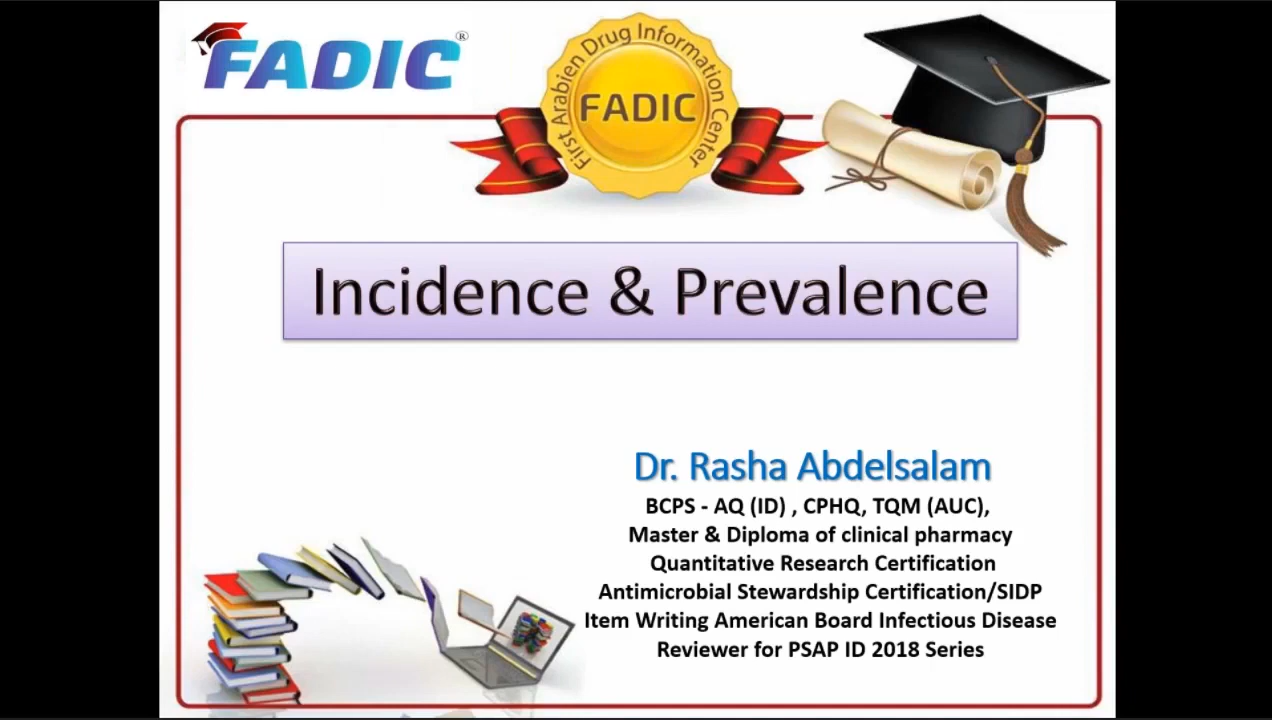 FADIC®
First Arabien Drug Information Center
FADIC
Incidence & Prevalence
Dr. Rasha Abdelsalam
BCPS - AQ (ID) , CPHQ, TQM (AUC),
Master & Diploma of clinical pharmacy
Quantitative Research Certification
Antimicrobial Stewardship Certification/SIDP
Item Writing American Board Infectious Disease
Reviewer for PSAP ID 2018 Series